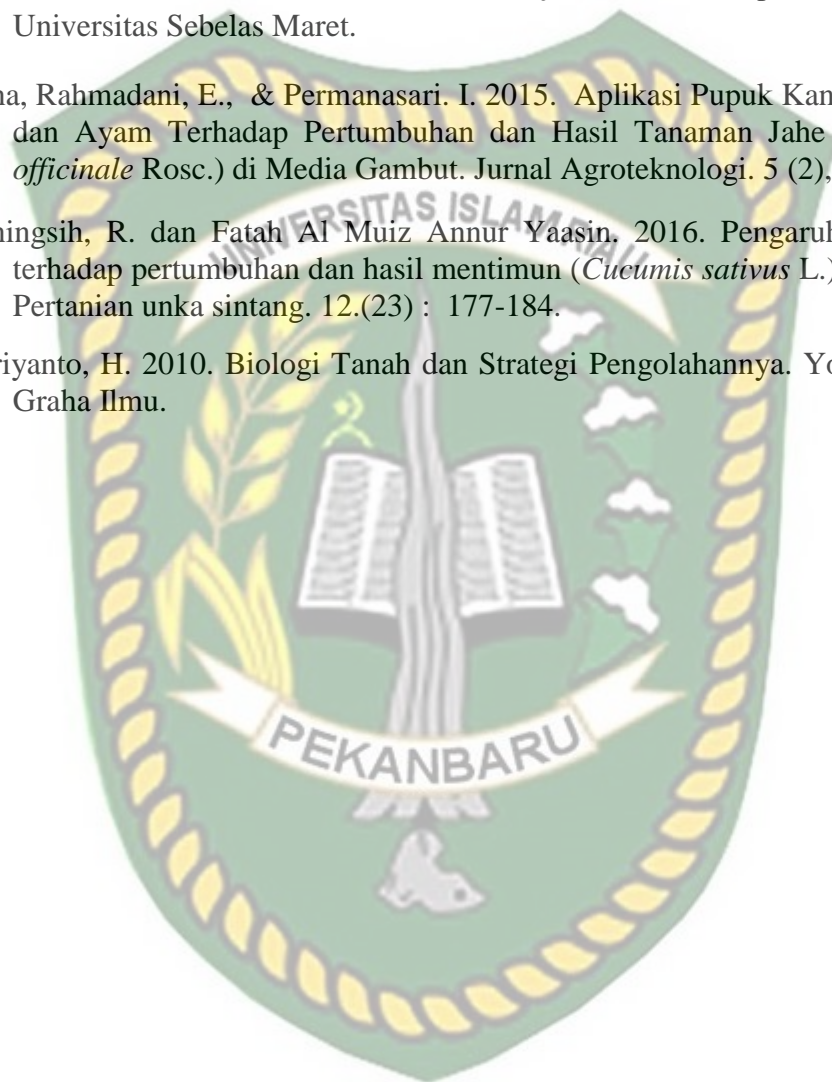 Universitas Sebelas Maret.
na, Rahmadani, E., & Permanasari. I. 2015. Aplikasi Pupuk Kan
dan Ayam Terhadap Pertumbuhan dan Hasil Tanaman Jahe
officinale Rosc.) di Media Gambut. Jurnal Agroteknologi. 5 (2),
ningsih, R. dan Fatah Al Muiz Annur Yaasin. 2016. Pengaruh
terhadap pertumbuhan dan hasil mentimun (Cucumis sativus L.)
Pertanian unka sintang. 12.(23) : 177-184.
riyanto, H. 2010. Biologi Tanah dan Strategi Pengolahannya. Yo
Graha Ilmu.
UNIVERSITAS ISLAM RIAU
PEKANBARU